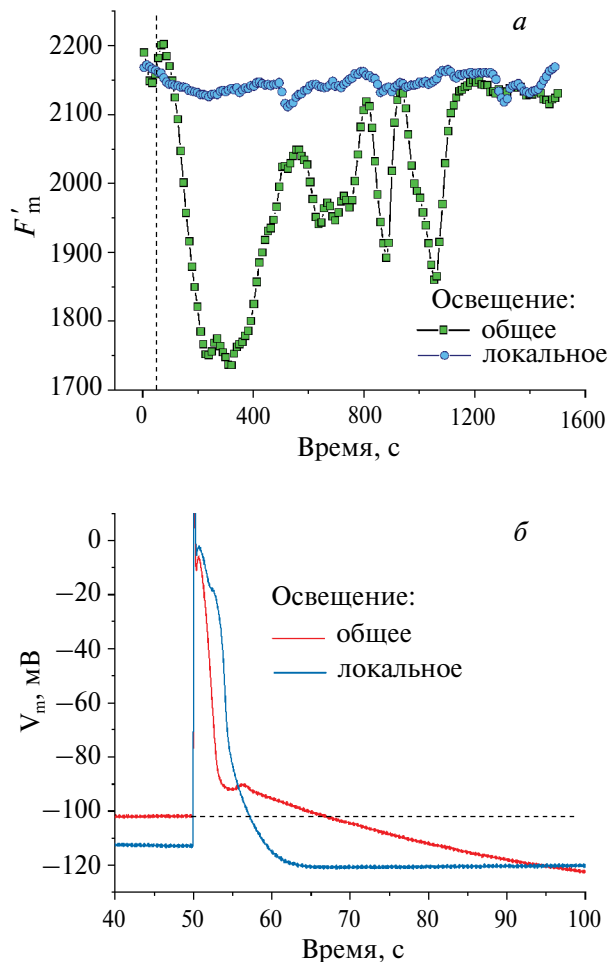 а
2200
2100
2000
1900
1800
1700
F′m
Освещение:
общее
локальное
0 400 800 1200 1600
Время, с
б
0
−20
−40
−60
−80
−100
−120
Vm, мВ
Освещение:
общее
локальное
40 50 60 70 80 90 100
Время, с